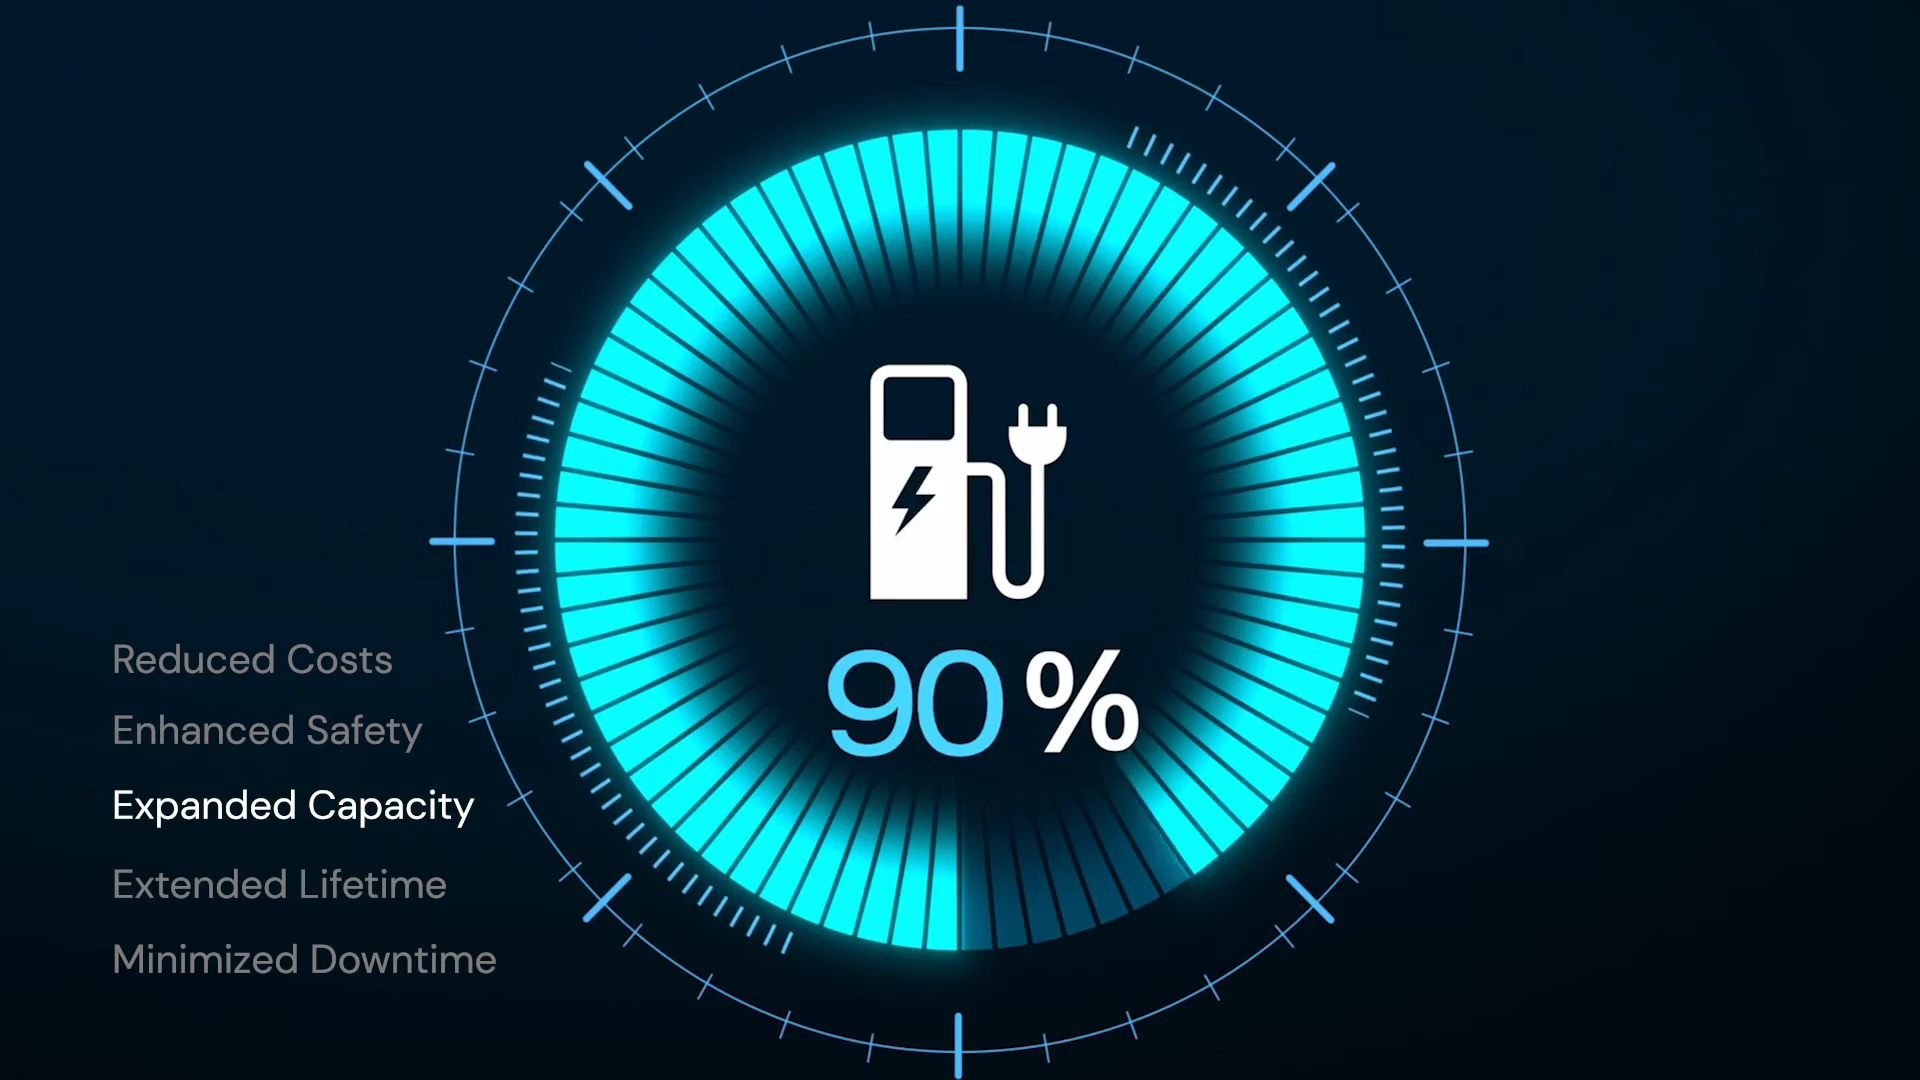 90 %
Reduced Costs
Enhanced Safety
Expanded Capacity
Extended Lifetime
Minimized Downtime